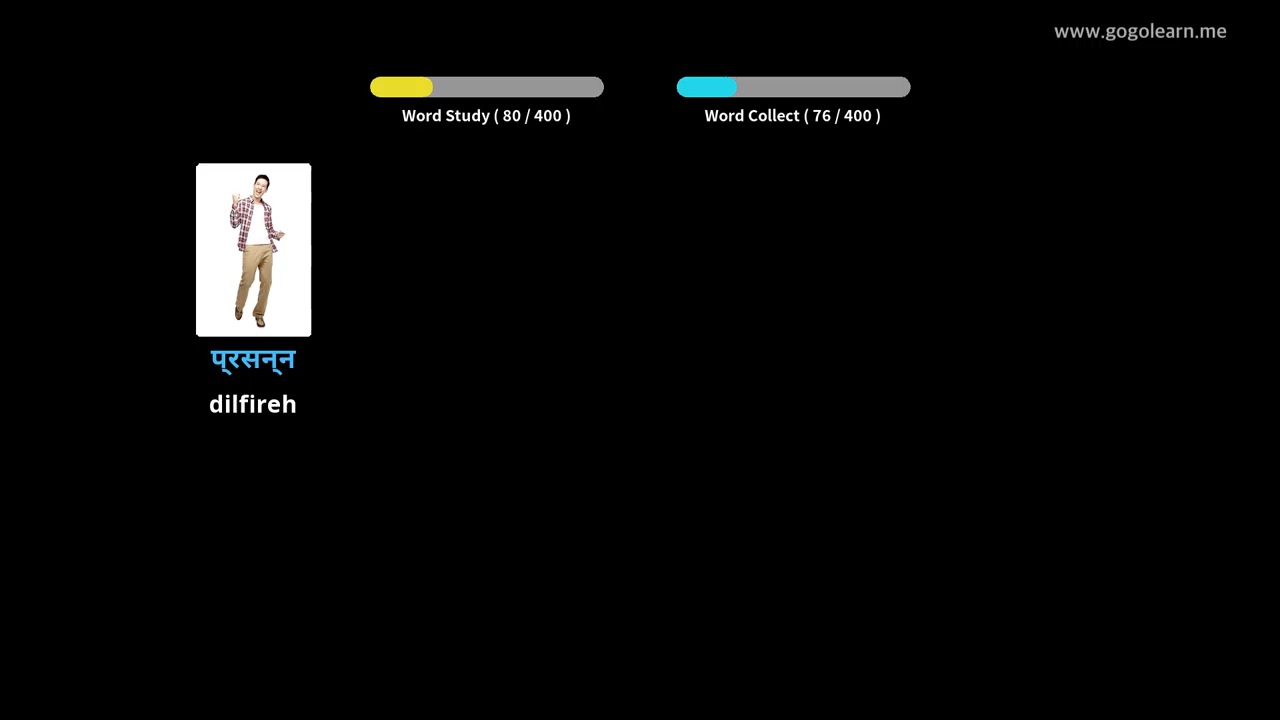 www.gogolearn.me
Word Study ( 80 / 400 )
Word Collect ( 76 / 400 )
प्रसन्न
dilfireh